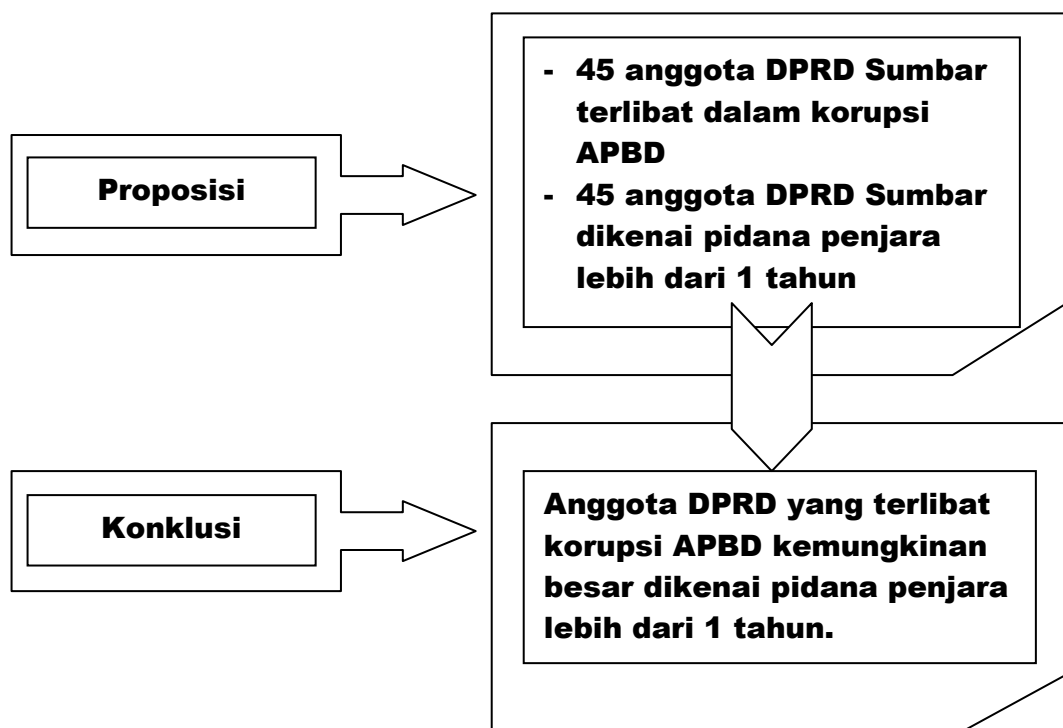 Proposisi
- 45 anggota DPRD Sumbar
terlibat dalam korupsi
APBD
- 45 anggota DPRD Sumbar
dikenai pidana penjara
lebih dari 1 tahun
Konklusi
Anggota DPRD yang terlibat
korupsi APBD kemungkinan
besar dikenai pidana penjara
lebih dari 1 tahun.